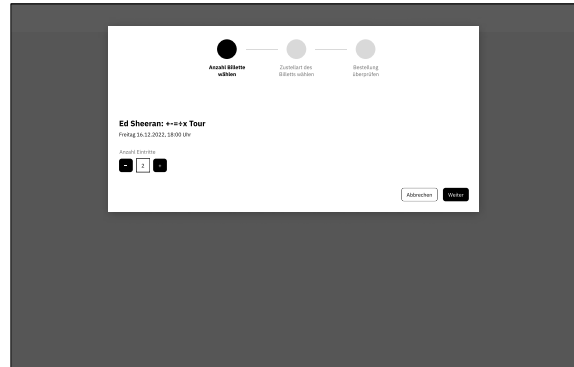 Anzahl Billette
wählen
Zustellart des
Billetts wählen
Bestellung
überprüfen
Ed Sheeran: +-=÷x Tour
Freitag 16.12.2022, 18:00 Uhr
Anzahl Eintritte
- 2 +
Abbrechen Weiter